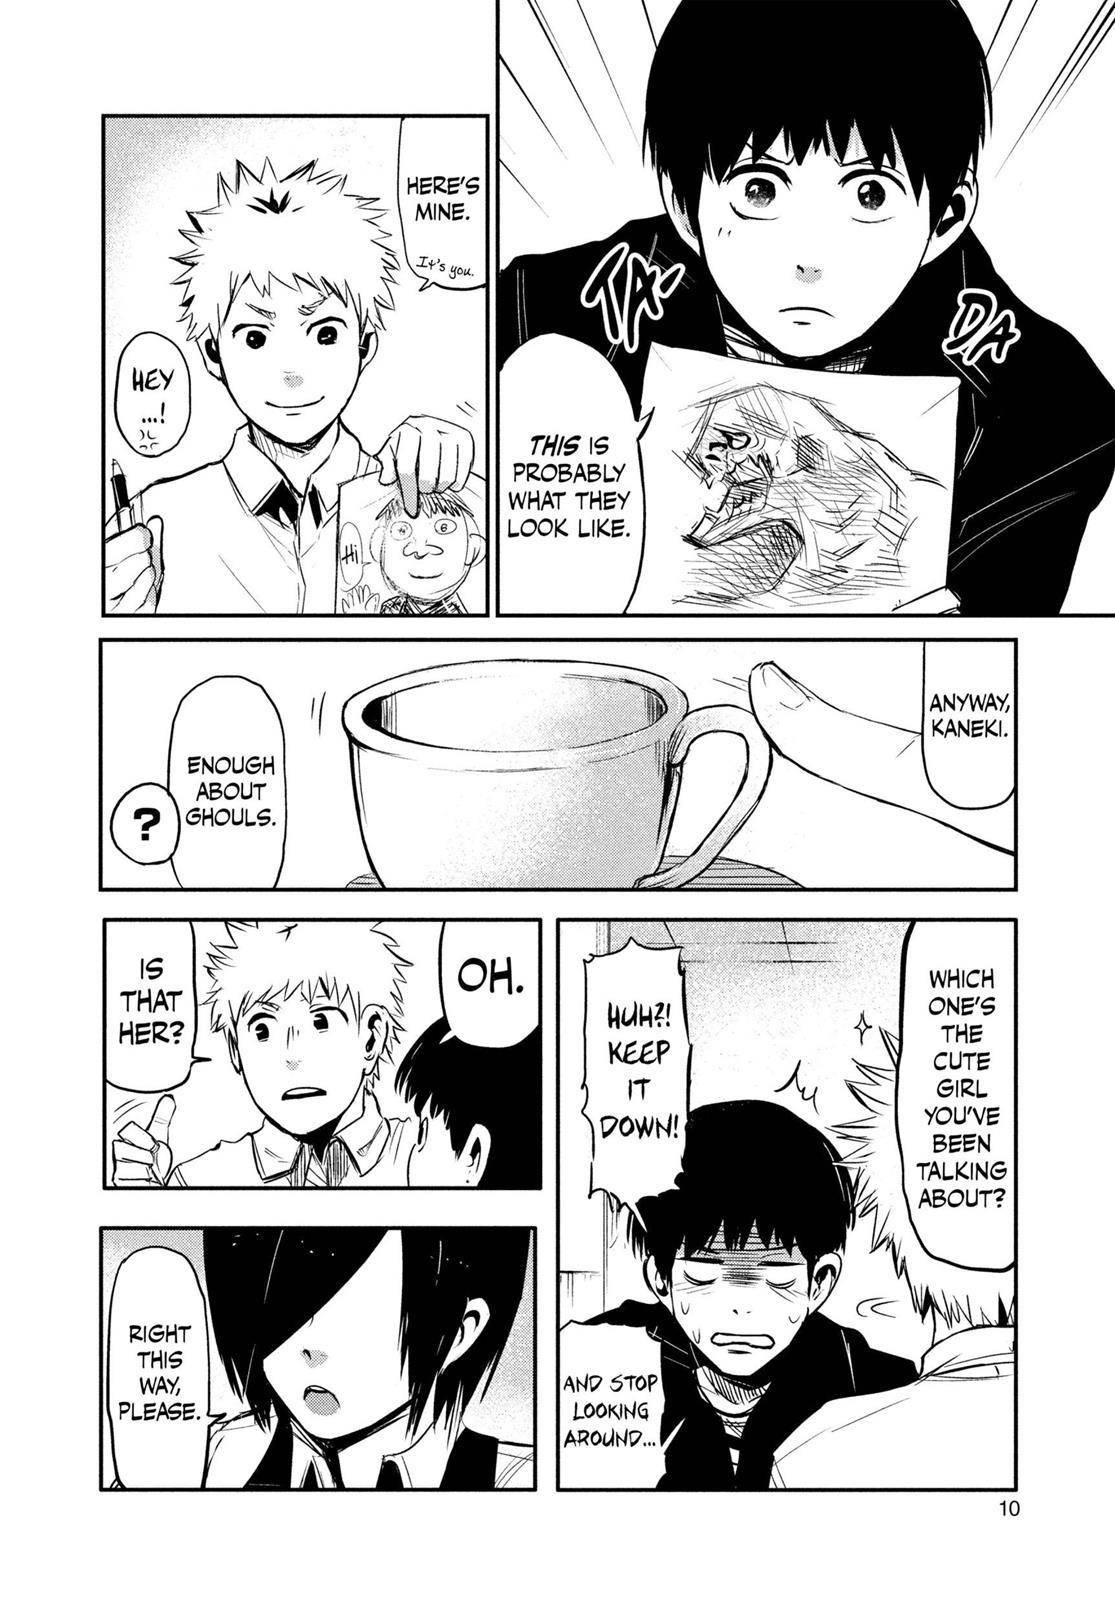 TA-
DA
THIS IS
PROBABLY
WHAT THEY
LOOK LIKE.
HERE'S
MINE.
It's you.
HEY
...!
Hi
ANYWAY,
KANEKI.
ENOUGH
ABOUT
GHOULS.
?
WHICH
ONE'S
THE
CUTE
GIRL
YOU'VE
BEEN
TALKING
ABOUT?
HUH?!
KEEP
IT
DOWN!
AND STOP
LOOKING
AROUND...
OH.
IS
THAT
HER?
RIGHT
THIS
WAY,
PLEASE.
10